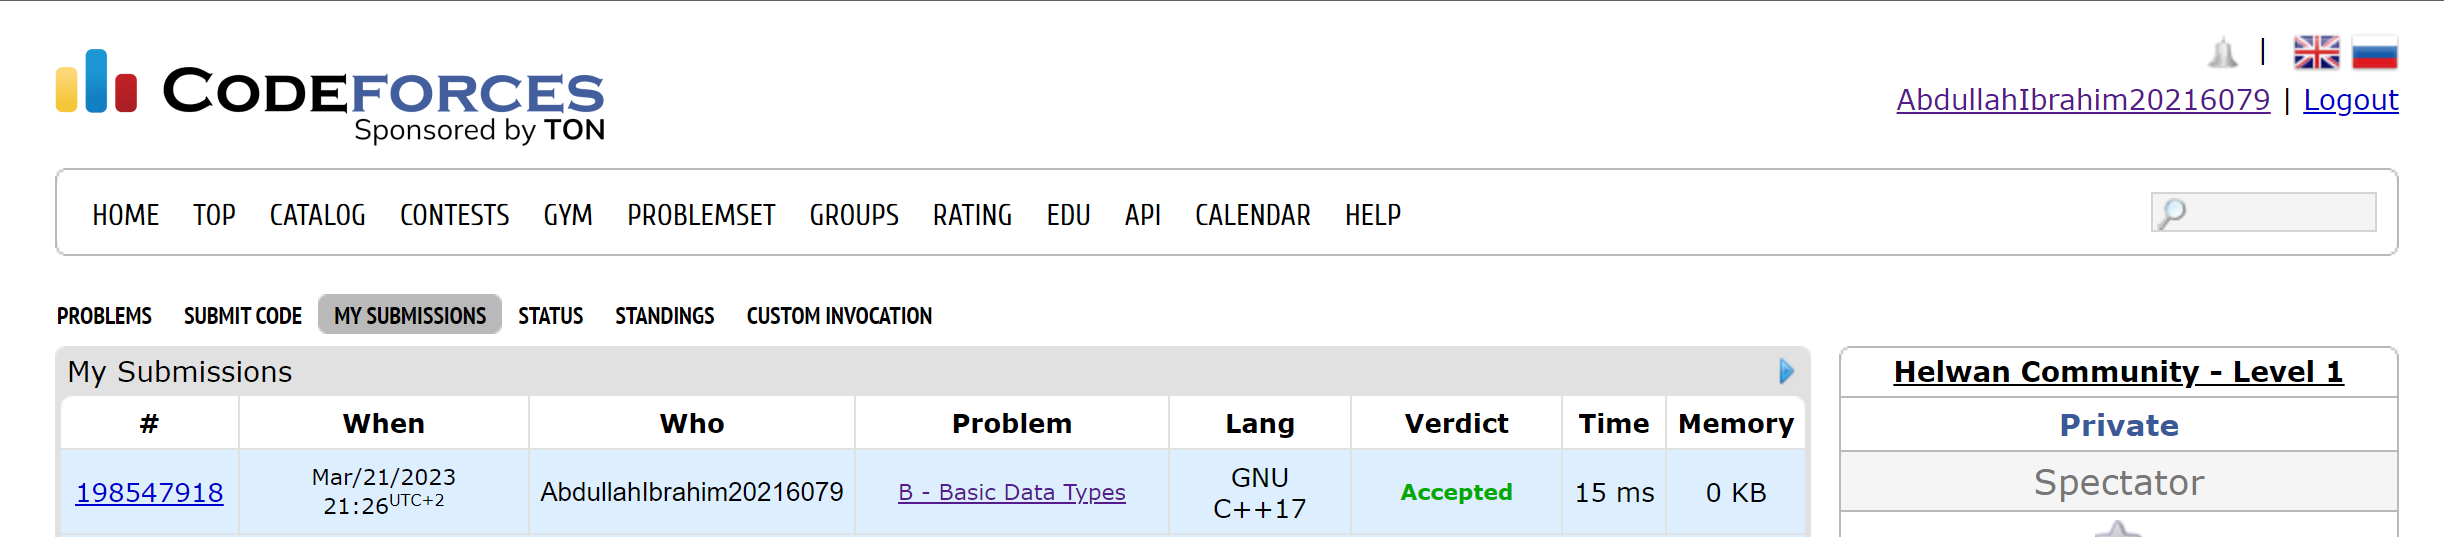 CODEFORCES
Sponsored by TON
|
AbdullahIbrahim20216079 | Logout
HOME TOP CATALOG CONTESTS GYM PROBLEMSET GROUPS RATING EDU API CALENDAR HELP
PROBLEMS SUBMIT CODE MY SUBMISSIONS STATUS STANDINGS CUSTOM INVOCATION
My Submissions
# When Who Problem Lang Verdict Time Memory
198547918 Mar/21/2023 21:26UTC+2 AbdullahIbrahim20216079 B - Basic Data Types GNU C++17 Accepted 15 ms 0 KB
Helwan Community - Level 1
Private
Spectator